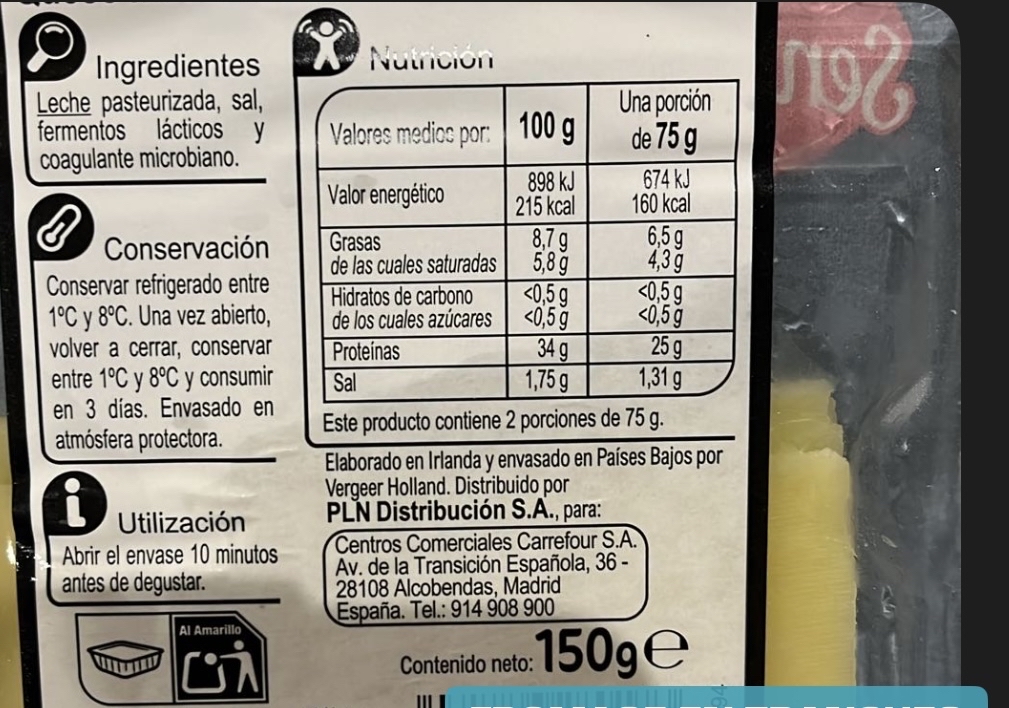 Ingredientes
Leche pasteurizada, sal,
fermentos lácticos y
coagulante microbiano.
Conservación
Conservar refrigerado entre
1ºC y 8ºC. Una vez abierto,
volver a cerrar, conservar
entre 1ºC y 8ºC y consumir
en 3 días. Envasado en
atmósfera protectora.
Utilización
Abrir el envase 10 minutos
antes de degustar.
Al Amarillo
Nutrición
Valores medios por: 100 g Una porción de 75 g
Valor energético 898 kJ 674 kJ
215 kcal 160 kcal
Grasas 8,7 g 6,5 g
de las cuales saturadas 5,8 g 4,3 g
Hidratos de carbono <0,5 g <0,5 g
de los cuales azúcares <0,5 g <0,5 g
Proteínas 34 g 25 g
Sal 1,75 g 1,31 g
Este producto contiene 2 porciones de 75 g.
Elaborado en Irlanda y envasado en Países Bajos por
Vergeer Holland. Distribuido por
PLN Distribución S.A., para:
Centros Comerciales Carrefour S.A.
Av. de la Transición Española, 36 -
28108 Alcobendas, Madrid
España. Tel.: 914 908 900
Contenido neto: 150g e